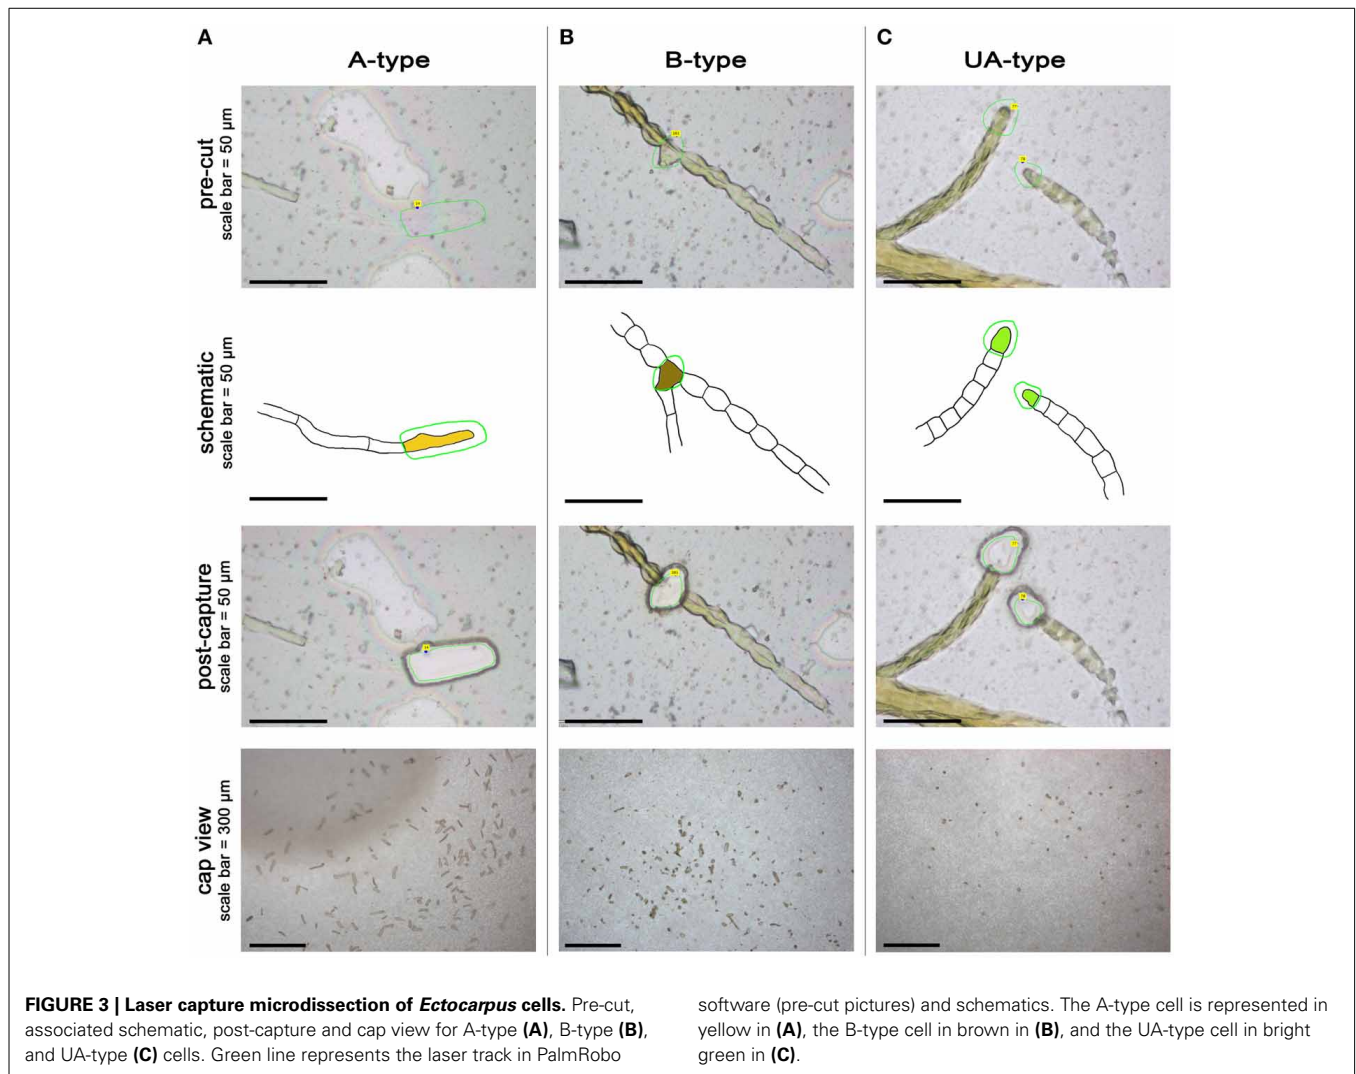 A
B
C
A-type
B-type
UA-type
pre-cut
scale bar = 50 µm
schematic
scale bar = 50 µm
post-capture
scale bar = 50 µm
cap view
scale bar = 300 µm
FIGURE 3 | Laser capture microdissection of Ectocarpus cells. Pre-cut,
associated schematic, post-capture and cap view for A-type (A), B-type (B),
and UA-type (C) cells. Green line represents the laser track in PalmRobo
software (pre-cut pictures) and schematics. The A-type cell is represented in
yellow in (A), the B-type cell in brown in (B), and the UA-type cell in bright
green in (C).